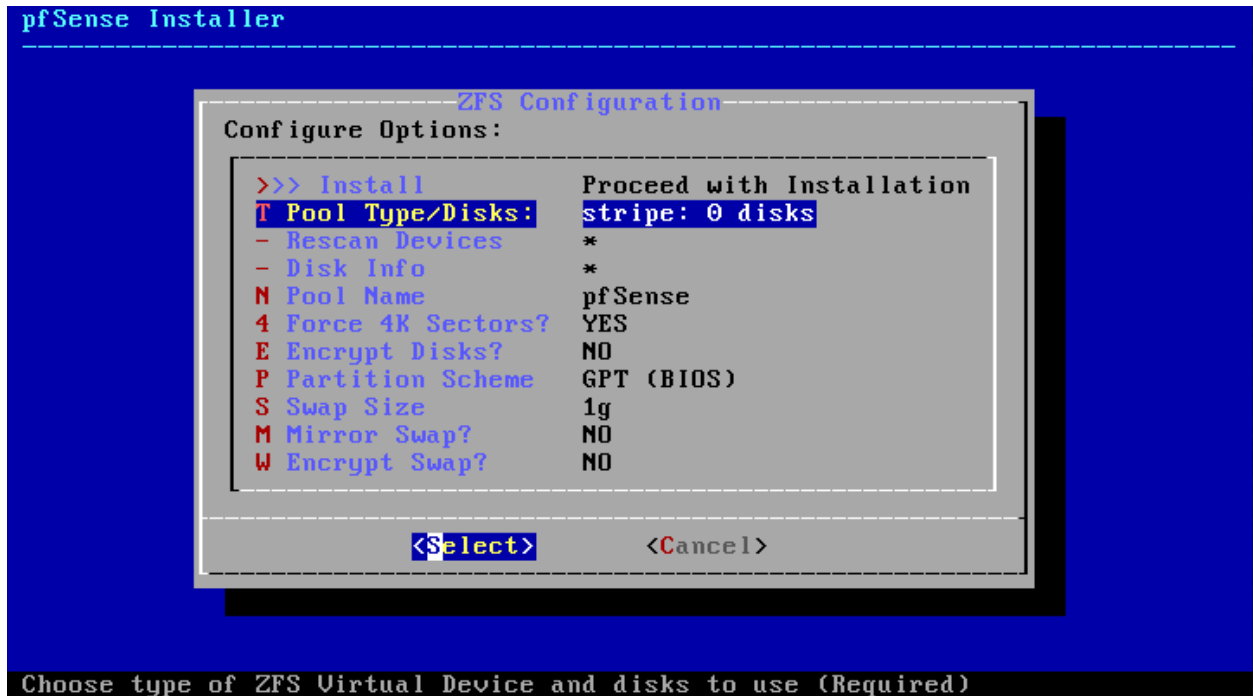 pfSense Installer
ZFS Configuration
Configure Options:
>>> Install Proceed with Installation
T Pool Type/Disks: stripe: 0 disks
- Rescan Devices *
- Disk Info *
N Pool Name pfSense
4 Force 4K Sectors? YES
E Encrypt Disks? NO
P Partition Scheme GPT (BIOS)
S Swap Size 1g
M Mirror Swap? NO
W Encrypt Swap? NO
<Select> <Cancel>
Choose type of ZFS Virtual Device and disks to use (Required)